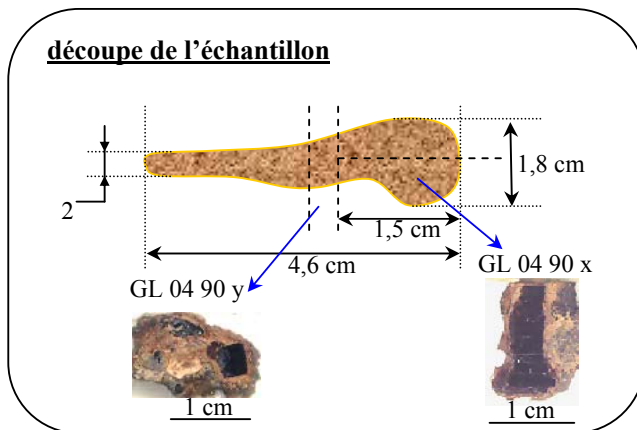 découpe de l'échantillon
2
1,8 cm
1,5 cm
4,6 cm
GL 04 90 y
GL 04 90 x
1 cm
1 cm